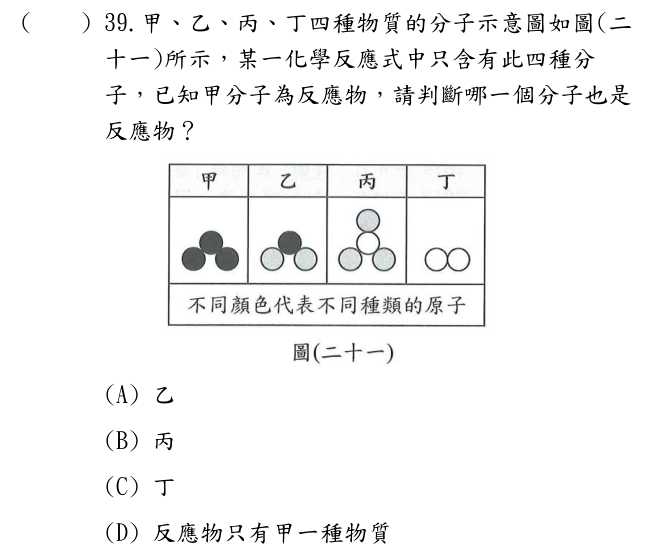 (　　) 39.甲、乙、丙、丁四種物質的分子示意圖如圖(二
十一)所示，某一化學反應式中只含有此四種分
子，已知甲分子為反應物，請判斷哪一個分子也是
反應物？
甲 乙 丙 丁
不同顏色代表不同種類的原子
圖(二十一)
(A) 乙
(B) 丙
(C) 丁
(D) 反應物只有甲一種物質